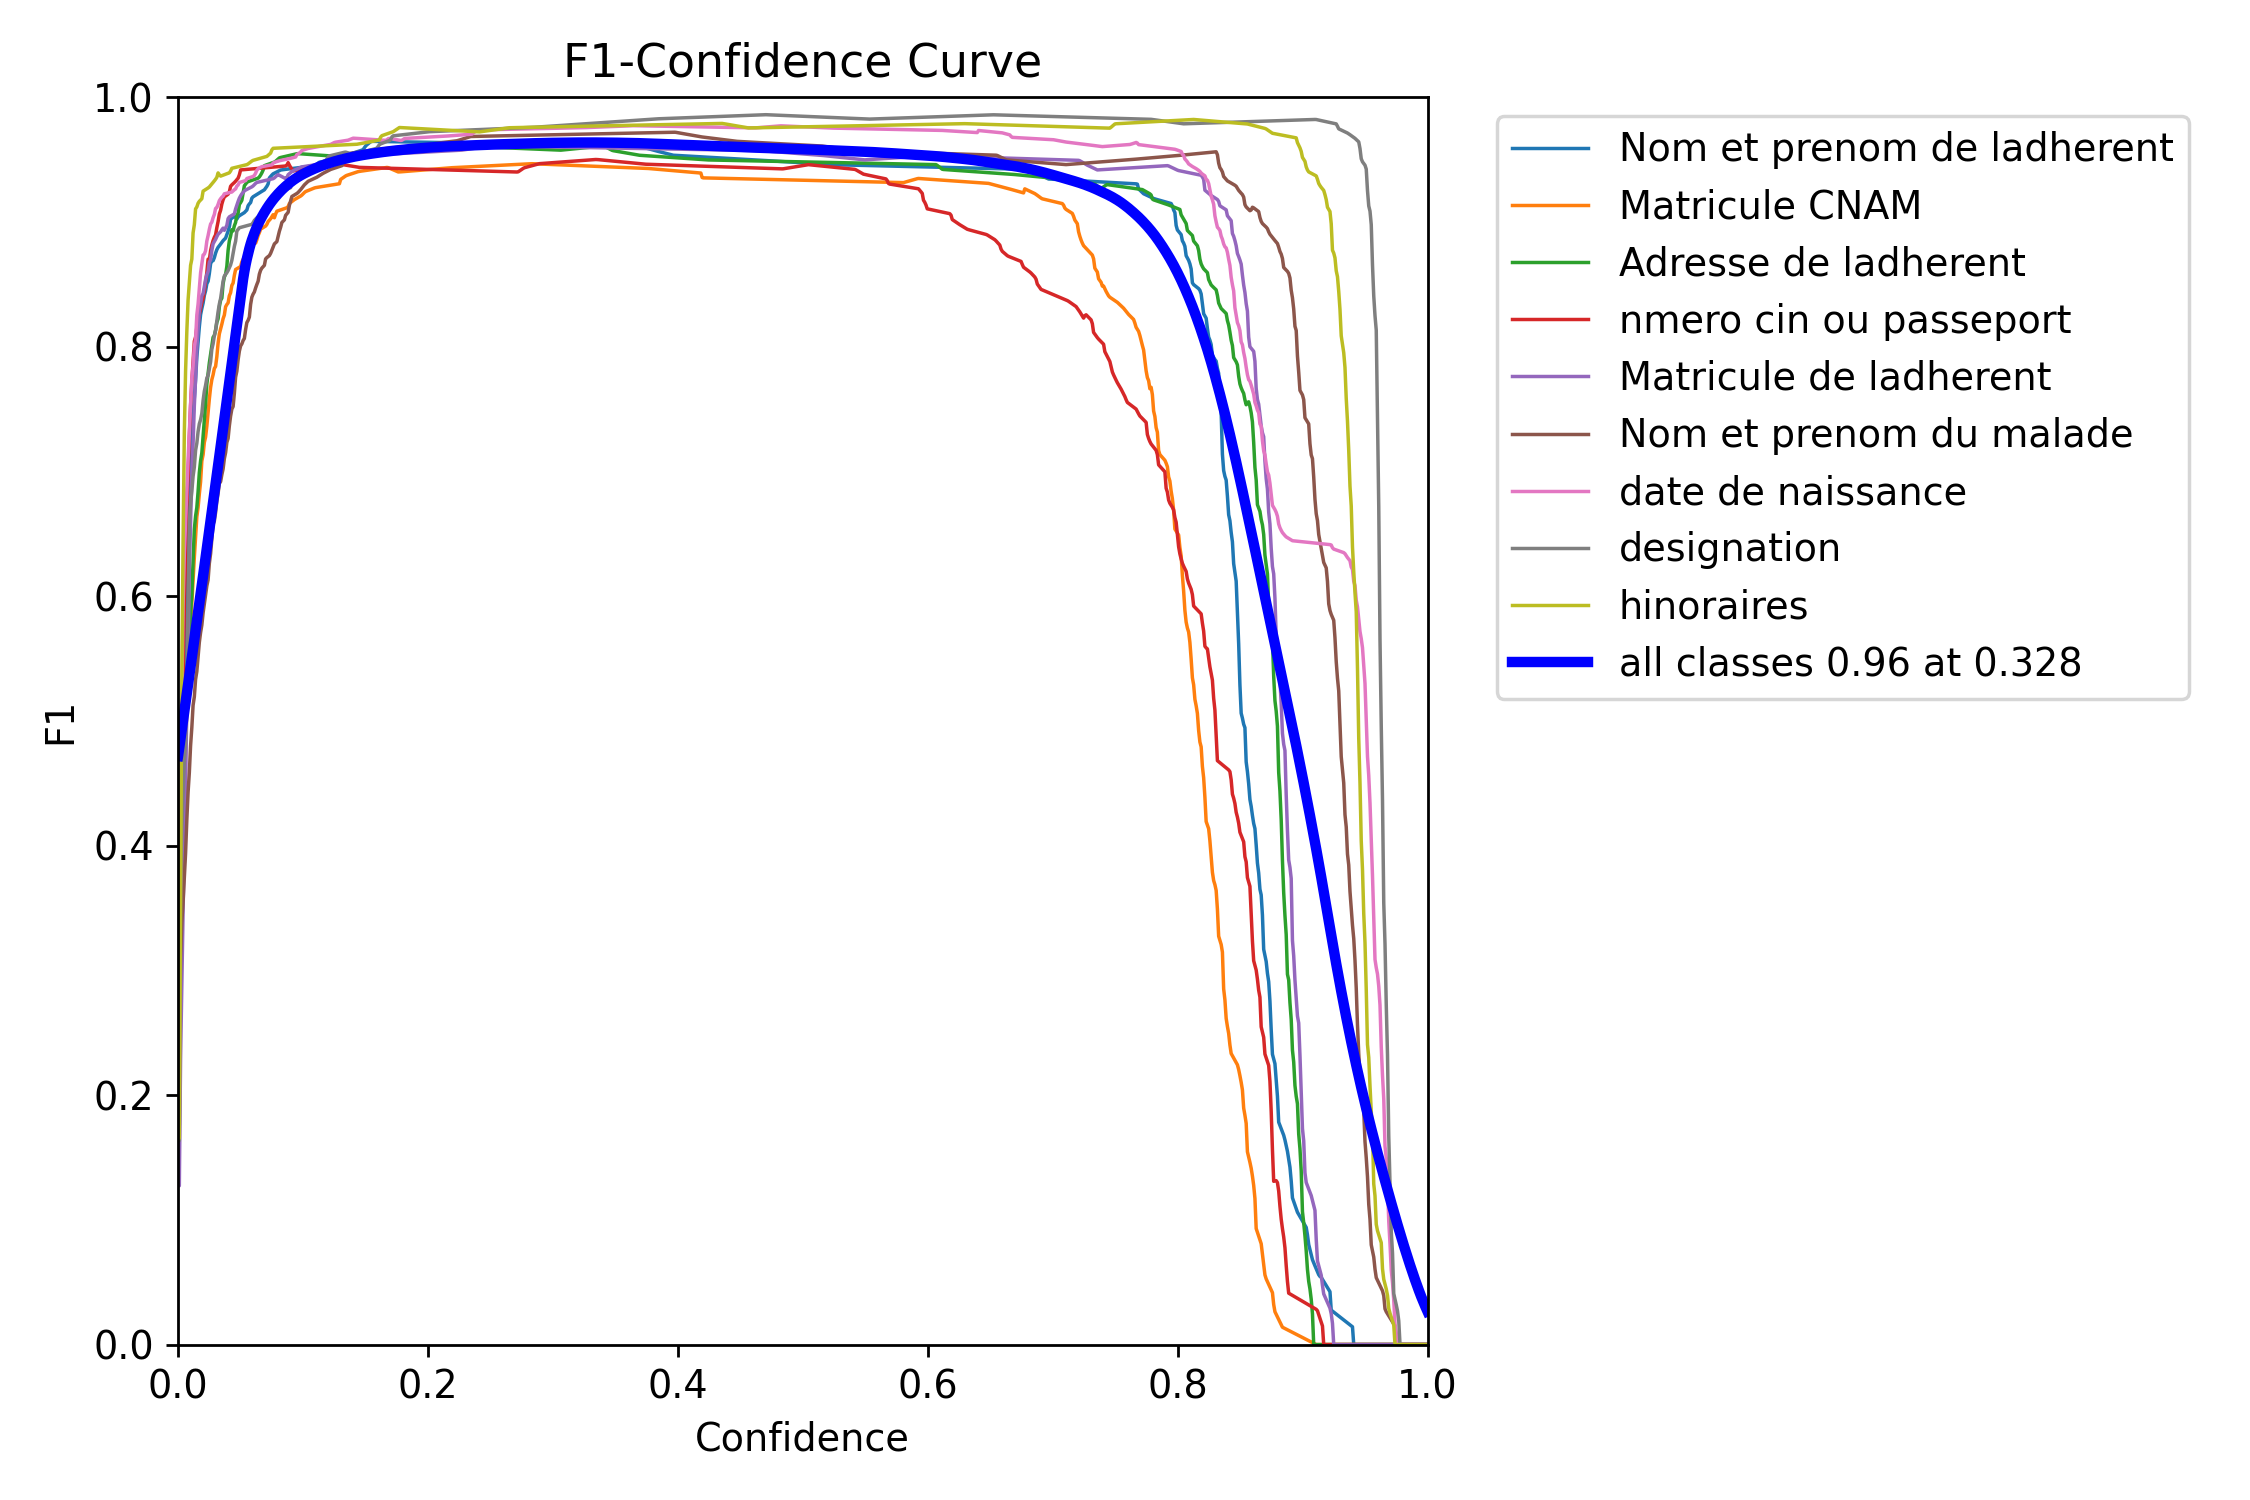 F1-Confidence Curve
1.0
0.8
0.6
0.4
0.2
0.0
F1
0.0 0.2 0.4 0.6 0.8 1.0
Confidence
Nom et prenom de ladherent
Matricule CNAM
Adresse de ladherent
nmero cin ou passeport
Matricule de ladherent
Nom et prenom du malade
date de naissance
designation
hinoraires
all classes 0.96 at 0.328